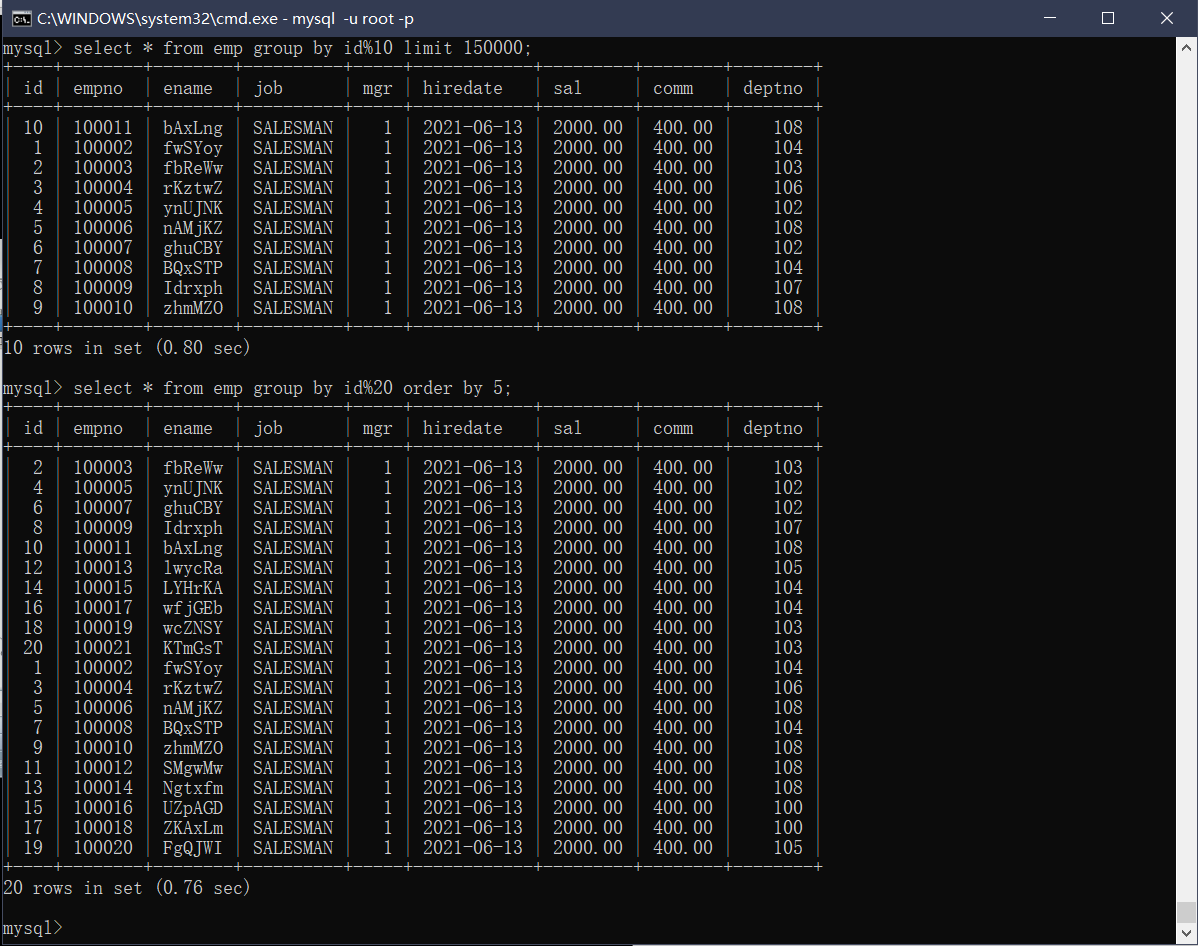 C:\WINDOWS\system32\cmd.exe - mysql  -u root -p
mysql> select * from emp group by id%10 limit 150000;
+----+--------+--------+----------+-----+------------+---------+--------+--------+
| id | empno  | ename  | job      | mgr | hiredate   | sal     | comm   | deptno |
+----+--------+--------+----------+-----+------------+---------+--------+--------+
| 10 | 100011 | bAxLng | SALESMAN |   1 | 2021-06-13 | 2000.00 | 400.00 |    108 |
|  1 | 100002 | fwSYoy | SALESMAN |   1 | 2021-06-13 | 2000.00 | 400.00 |    104 |
|  2 | 100003 | fbReWw | SALESMAN |   1 | 2021-06-13 | 2000.00 | 400.00 |    103 |
|  3 | 100004 | rKztwZ | SALESMAN |   1 | 2021-06-13 | 2000.00 | 400.00 |    106 |
|  4 | 100005 | ynUJNK | SALESMAN |   1 | 2021-06-13 | 2000.00 | 400.00 |    102 |
|  5 | 100006 | nAMjKZ | SALESMAN |   1 | 2021-06-13 | 2000.00 | 400.00 |    108 |
|  6 | 100007 | ghuCBY | SALESMAN |   1 | 2021-06-13 | 2000.00 | 400.00 |    102 |
|  7 | 100008 | BQxSTP | SALESMAN |   1 | 2021-06-13 | 2000.00 | 400.00 |    104 |
|  8 | 100009 | Idrxph | SALESMAN |   1 | 2021-06-13 | 2000.00 | 400.00 |    107 |
|  9 | 100010 | zhmMZO | SALESMAN |   1 | 2021-06-13 | 2000.00 | 400.00 |    108 |
+----+--------+--------+----------+-----+------------+---------+--------+--------+
10 rows in set (0.80 sec)
mysql> select * from emp group by id%20 order by 5;
+----+--------+--------+----------+-----+------------+---------+--------+--------+
| id | empno  | ename  | job      | mgr | hiredate   | sal     | comm   | deptno |
+----+--------+--------+----------+-----+------------+---------+--------+--------+
|  2 | 100003 | fbReWw | SALESMAN |   1 | 2021-06-13 | 2000.00 | 400.00 |    103 |
|  4 | 100005 | ynUJNK | SALESMAN |   1 | 2021-06-13 | 2000.00 | 400.00 |    102 |
|  6 | 100007 | ghuCBY | SALESMAN |   1 | 2021-06-13 | 2000.00 | 400.00 |    102 |
|  8 | 100009 | Idrxph | SALESMAN |   1 | 2021-06-13 | 2000.00 | 400.00 |    107 |
| 10 | 100011 | bAxLng | SALESMAN |   1 | 2021-06-13 | 2000.00 | 400.00 |    108 |
| 12 | 100013 | lwycRa | SALESMAN |   1 | 2021-06-13 | 2000.00 | 400.00 |    105 |
| 14 | 100015 | LYHrKA | SALESMAN |   1 | 2021-06-13 | 2000.00 | 400.00 |    104 |
| 16 | 100017 | wfjGEb | SALESMAN |   1 | 2021-06-13 | 2000.00 | 400.00 |    104 |
| 18 | 100019 | wcZNSY | SALESMAN |   1 | 2021-06-13 | 2000.00 | 400.00 |    103 |
| 20 | 100021 | KTmGsT | SALESMAN |   1 | 2021-06-13 | 2000.00 | 400.00 |    103 |
|  1 | 100002 | fwSYoy | SALESMAN |   1 | 2021-06-13 | 2000.00 | 400.00 |    104 |
|  3 | 100004 | rKztwZ | SALESMAN |   1 | 2021-06-13 | 2000.00 | 400.00 |    106 |
|  5 | 100006 | nAMjKZ | SALESMAN |   1 | 2021-06-13 | 2000.00 | 400.00 |    108 |
|  7 | 100008 | BQxSTP | SALESMAN |   1 | 2021-06-13 | 2000.00 | 400.00 |    104 |
|  9 | 100010 | zhmMZO | SALESMAN |   1 | 2021-06-13 | 2000.00 | 400.00 |    108 |
| 11 | 100012 | SMgwMw | SALESMAN |   1 | 2021-06-13 | 2000.00 | 400.00 |    108 |
| 13 | 100014 | Ngtxfm | SALESMAN |   1 | 2021-06-13 | 2000.00 | 400.00 |    108 |
| 15 | 100016 | UZpAGD | SALESMAN |   1 | 2021-06-13 | 2000.00 | 400.00 |    100 |
| 17 | 100018 | ZKAxLm | SALESMAN |   1 | 2021-06-13 | 2000.00 | 400.00 |    100 |
| 19 | 100020 | FgQJWI | SALESMAN |   1 | 2021-06-13 | 2000.00 | 400.00 |    105 |
+----+--------+--------+----------+-----+------------+---------+--------+--------+
20 rows in set (0.76 sec)
mysql>